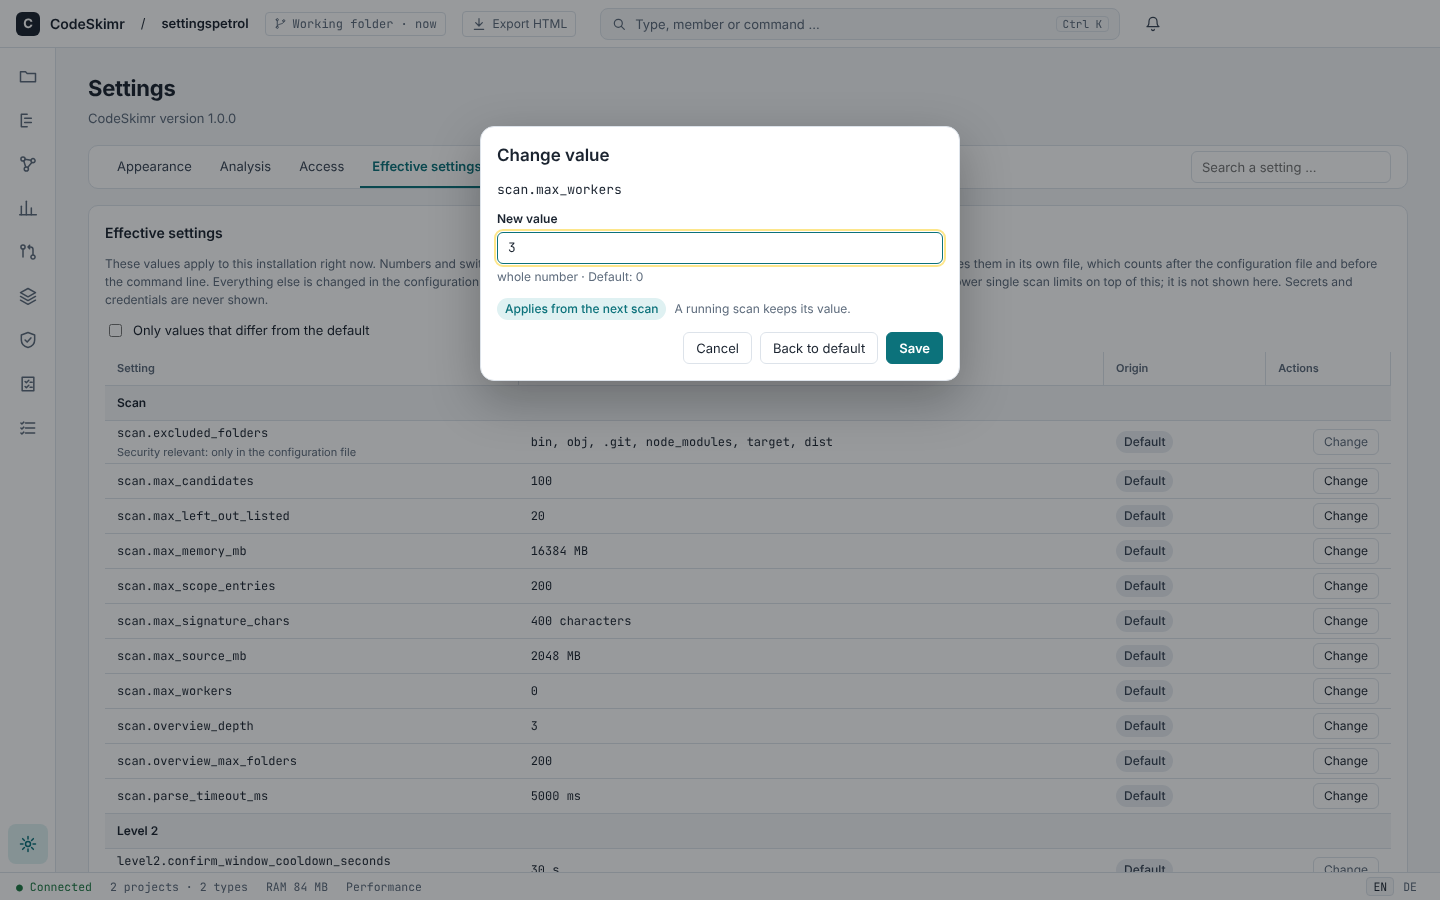 C CodeSkimr / settingspetrol Working folder · now Export HTML Type, member or command ... Ctrl K
Settings
CodeSkimr version 1.0.0
Appearance Analysis Access Effective settings Search a setting ...
Change value
scan.max_workers
New value
3
whole number · Default: 0
Applies from the next scan A running scan keeps its value.
Cancel Back to default Save
Effective settings
These values apply to this installation right now. Numbers and them in its own file, which counts after the configuration file and before
the command line. Everything else is changed in the configuration single scan limits on top of this; it is not shown here. Secrets and
credentials are never shown.
Only values that differ from the default
Setting Origin Actions
Scan
scan.excluded_folders
Security relevant: only in the configuration file
bin, obj, .git, node_modules, target, dist Default Change
scan.max_candidates 100 Default Change
scan.max_left_out_listed 20 Default Change
scan.max_memory_mb 16384 MB Default Change
scan.max_scope_entries 200 Default Change
scan.max_signature_chars 400 characters Default Change
scan.max_source_mb 2048 MB Default Change
scan.max_workers 0 Default Change
scan.overview_depth 3 Default Change
scan.overview_max_folders 200 Default Change
scan.parse_timeout_ms 5000 ms Default Change
Level 2
level2.confirm_window_cooldown_seconds
30 s Default Change
Connected 2 projects · 2 types RAM 84 MB Performance EN DE